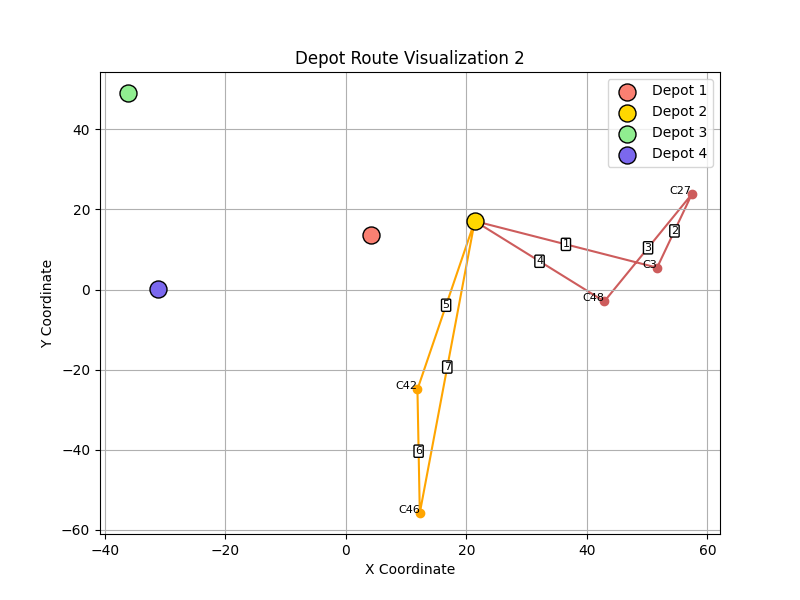 Depot Route Visualization 2
Depot 1
Depot 2
Depot 3
Depot 4
40
20
0
−20
−40
−60
Y Coordinate
C27
3
2
1
4
C3
C48
5
C42
7
6
C46
−40
−20
0
20
40
60
X Coordinate